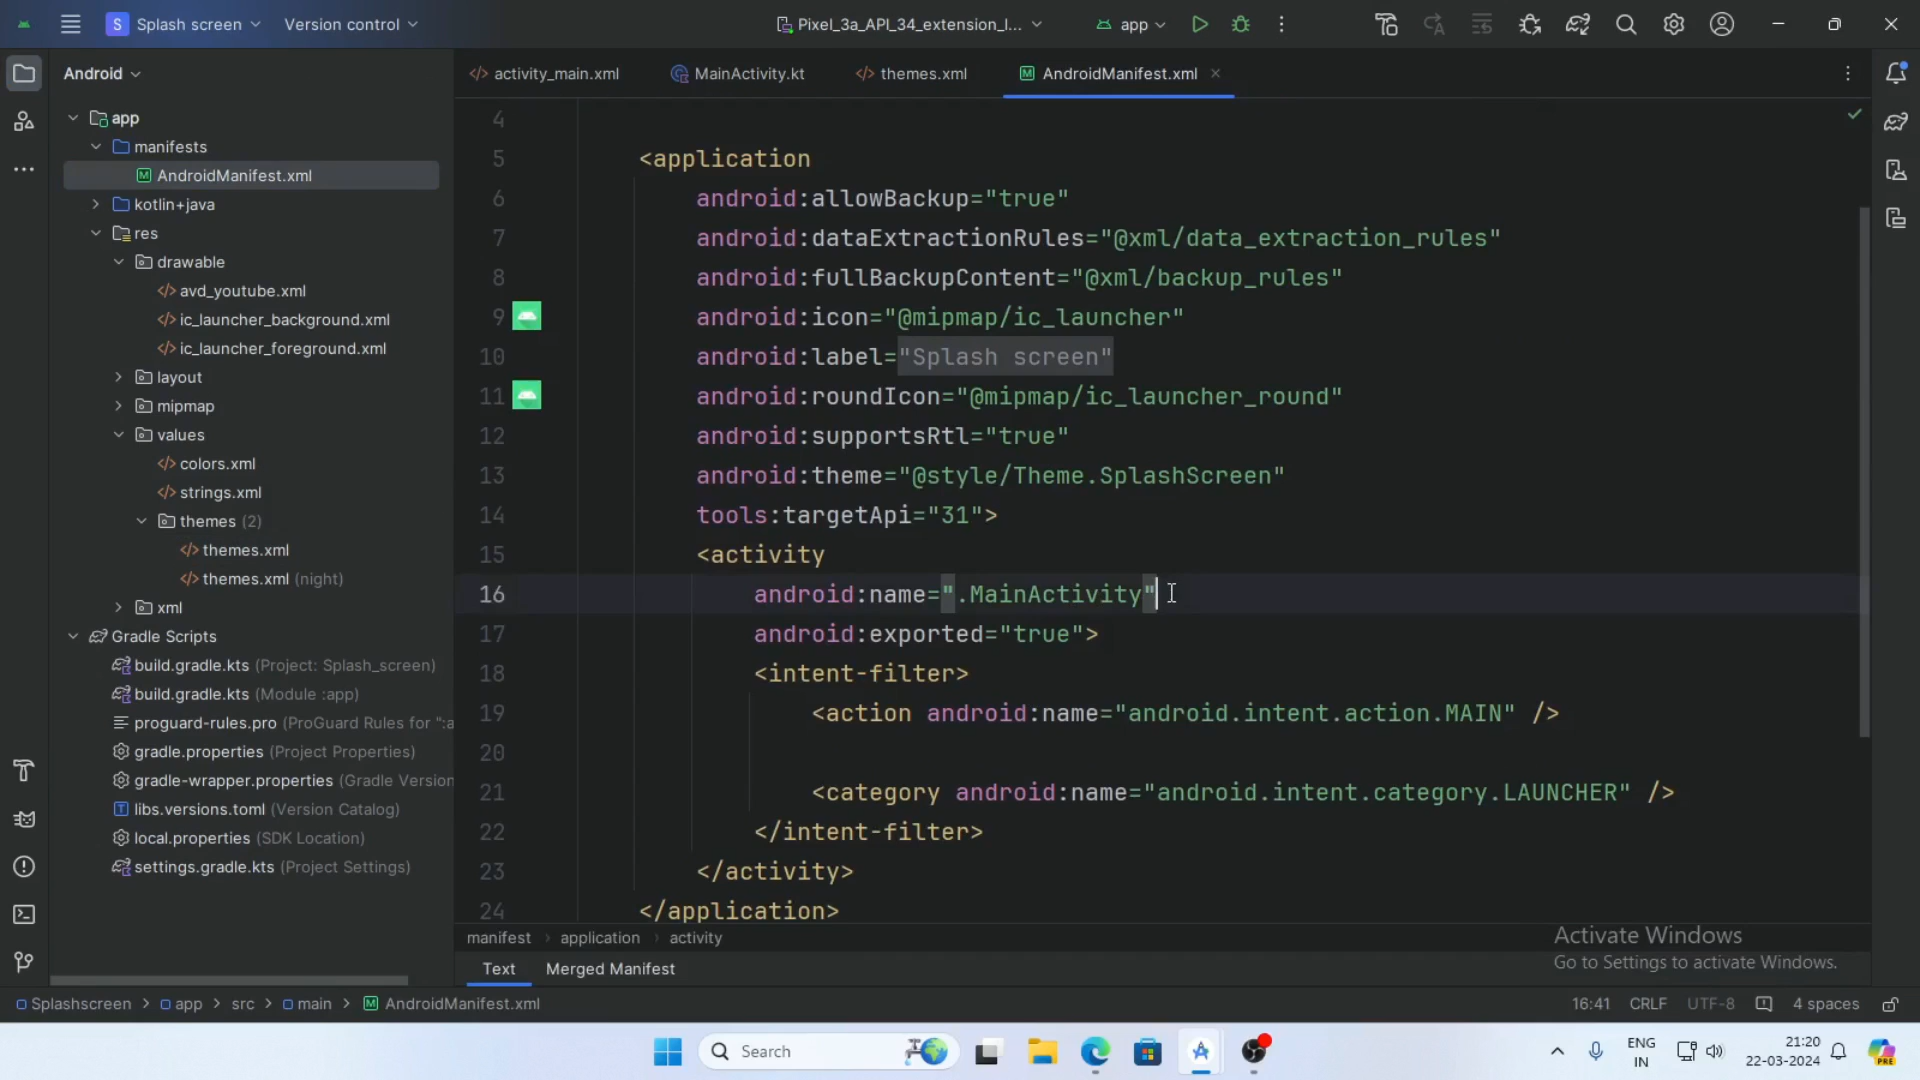 S Splash screen
Version control
Pixel_3a_API_34_extension_l...
app
Android
activity_main.xml
MainActivity.kt
themes.xml
AndroidManifest.xml
app
manifests
AndroidManifest.xml
kotlin+java
res
drawable
avd_youtube.xml
ic_launcher_background.xml
ic_launcher_foreground.xml
layout
mipmap
values
colors.xml
strings.xml
themes (2)
themes.xml
themes.xml (night)
xml
Gradle Scripts
build.gradle.kts (Project: Splash_screen)
build.gradle.kts (Module :app)
proguard-rules.pro (ProGuard Rules for ":a
gradle.properties (Project Properties)
gradle-wrapper.properties (Gradle Version
libs.versions.toml (Version Catalog)
local.properties (SDK Location)
settings.gradle.kts (Project Settings)
4
5 <application
6 android:allowBackup="true"
7 android:dataExtractionRules="@xml/data_extraction_rules"
8 android:fullBackupContent="@xml/backup_rules"
9 android:icon="@mipmap/ic_launcher"
10 android:label="Splash screen"
11 android:roundIcon="@mipmap/ic_launcher_round"
12 android:supportsRtl="true"
13 android:theme="@style/Theme.SplashScreen"
14 tools:targetApi="31">
15 <activity
16 android:name=".MainActivity"
17 android:exported="true">
18 <intent-filter>
19 <action android:name="android.intent.action.MAIN" />
20
21 <category android:name="android.intent.category.LAUNCHER" />
22 </intent-filter>
23 </activity>
24 </application>
manifest › application › activity
Text
Merged Manifest
Activate Windows
Go to Settings to activate Windows.
Splashscreen > app > src > main > AndroidManifest.xml
16:41 CRLF UTF-8 4 spaces
Search
ENG
IN
21:20
22-03-2024
PRE